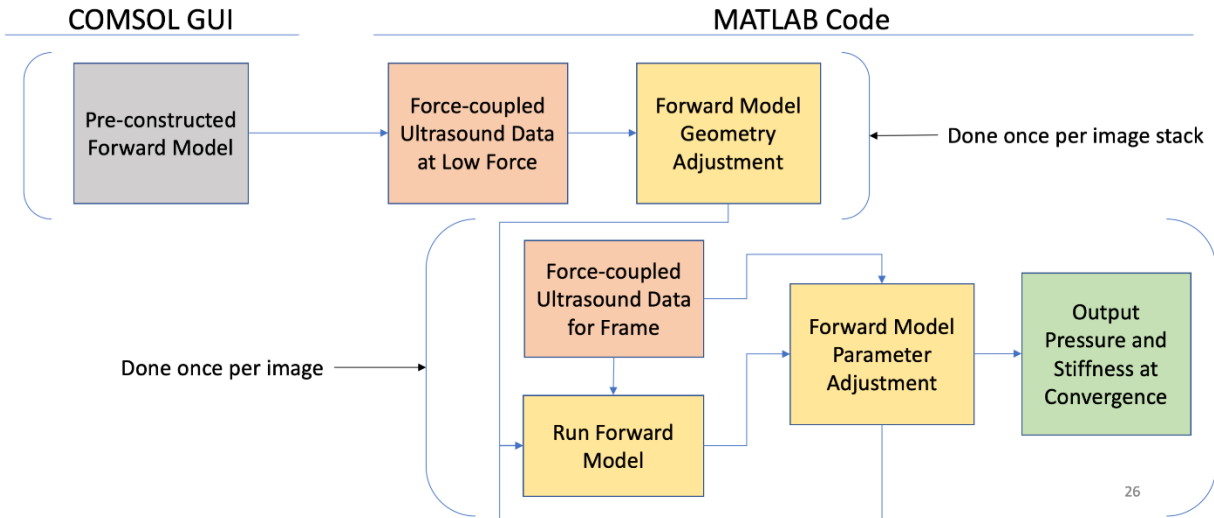 COMSOL GUI
MATLAB Code
Pre-constructed
Forward Model
Force-coupled
Ultrasound Data
at Low Force
Forward Model
Geometry
Adjustment
Done once per image stack
Done once per image
Force-coupled
Ultrasound Data
for Frame
Run Forward
Model
Forward Model
Parameter
Adjustment
Output
Pressure and
Stiffness at
Convergence
26